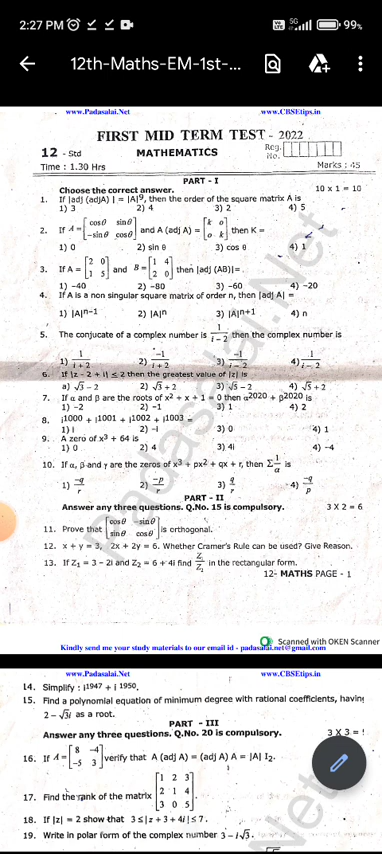 2:27 PM
5G
99%
12th-Maths-EM-1st-...
www.Padasalai.Net www.CBSEtips.in
FIRST MID TERM TEST - 2022
12 - Std MATHEMATICS Reg. No.
Time : 1.30 Hrs Marks : 45
PART - I
Choose the correct answer. 10 x 1 = 10
1. If |adj (adjA) | = |A|⁹, then the order of the square matrix A is
1) 3 2) 4 3) 2 4) 5
2. If A = [cosθ sinθ; −sinθ cosθ] and A (adj A) = [k o; o k] then K =
1) 0 2) sin θ 3) cos θ 4) 1
3. If A = [2 0; 1 5] and B = [1 4; 2 0] then |adj (AB)|= .
1) -40 2) -80 3) -60 4) -20
4. If A is a non singular square matrix of order n, then |adj A| =
1) |A|ⁿ⁻¹ 2) |A|ⁿ 3) |A|ⁿ⁺¹ 4) n
5. The conjucate of a complex number is 1/(i − 2) then the complex number is
1) 1/(i + 2) 2) −1/(i + 2) 3) −1/(i − 2) 4) 1/(i − 2)
6. If |z - 2 + i| ≤ 2 then the greatest value of |z| is
a) √3 − 2 2) √3 + 2 3) √5 − 2 4) √5 + 2
7. If α and β are the roots of x² + x + 1 = 0 then α²⁰²⁰ + β²⁰²⁰ is
1) −2 2) −1 3) 1 4) 2
8. i¹⁰⁰⁰ + i¹⁰⁰¹ + i¹⁰⁰² + i¹⁰⁰³ =
1) i 2) -i 3) 0 4) 1
9. A zero of x³ + 64 is
1) 0 2) 4 3) 4i 4) −4
10. If α, β and γ are the zeros of x³ + px² + qx + r, then Σ 1/α is
1) −q/r 2) −p/r 3) q/r 4) −q/p
PART - II
Answer any three questions. Q.No. 15 is compulsory. 3 X 2 = 6
11. Prove that [cosθ −sinθ; sinθ cosθ] is orthogonal.
12. x + y = 3, 2x + 2y = 6. Whether Cramer's Rule can be used? Give Reason.
13. If Z₁ = 3 - 2i and Z₂ = 6 + 4i find Z₁/Z₂ in the rectangular form.
12- MATHS PAGE - 1
Scanned with OKEN Scanner
Kindly send me your study materials to our email id - padasalai.net@gmail.com
www.Padasalai.Net www.CBSEtips.in
14. Simplify : i¹⁹⁴⁷ + i¹⁹⁵⁰.
15. Find a polynomial equation of minimum degree with rational coefficients, having
2 − √3i as a root.
PART - III
Answer any three questions. Q.No. 20 is compulsory. 3 X 3 =
16. If A = [8 −4; −5 3] verify that A (adj A) = (adj A) A = |A| I₂.
17. Find the rank of the matrix [1 2 3; 2 1 4; 3 0 5].
18. If |z| = 2 show that 3 ≤ |z + 3 + 4i| ≤ 7.
19. Write in polar form of the complex number 3 − i√3.